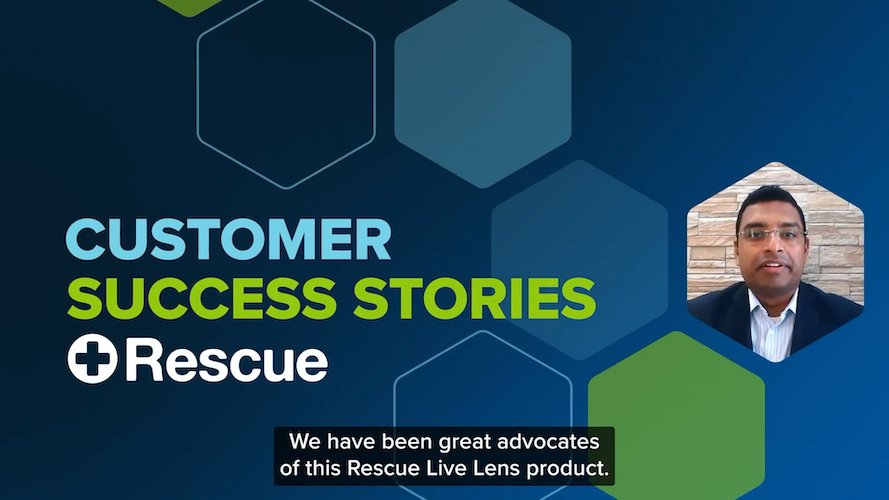 CUSTOMER
SUCCESS STORIES
Rescue
We have been great advocates
of this Rescue Live Lens product.